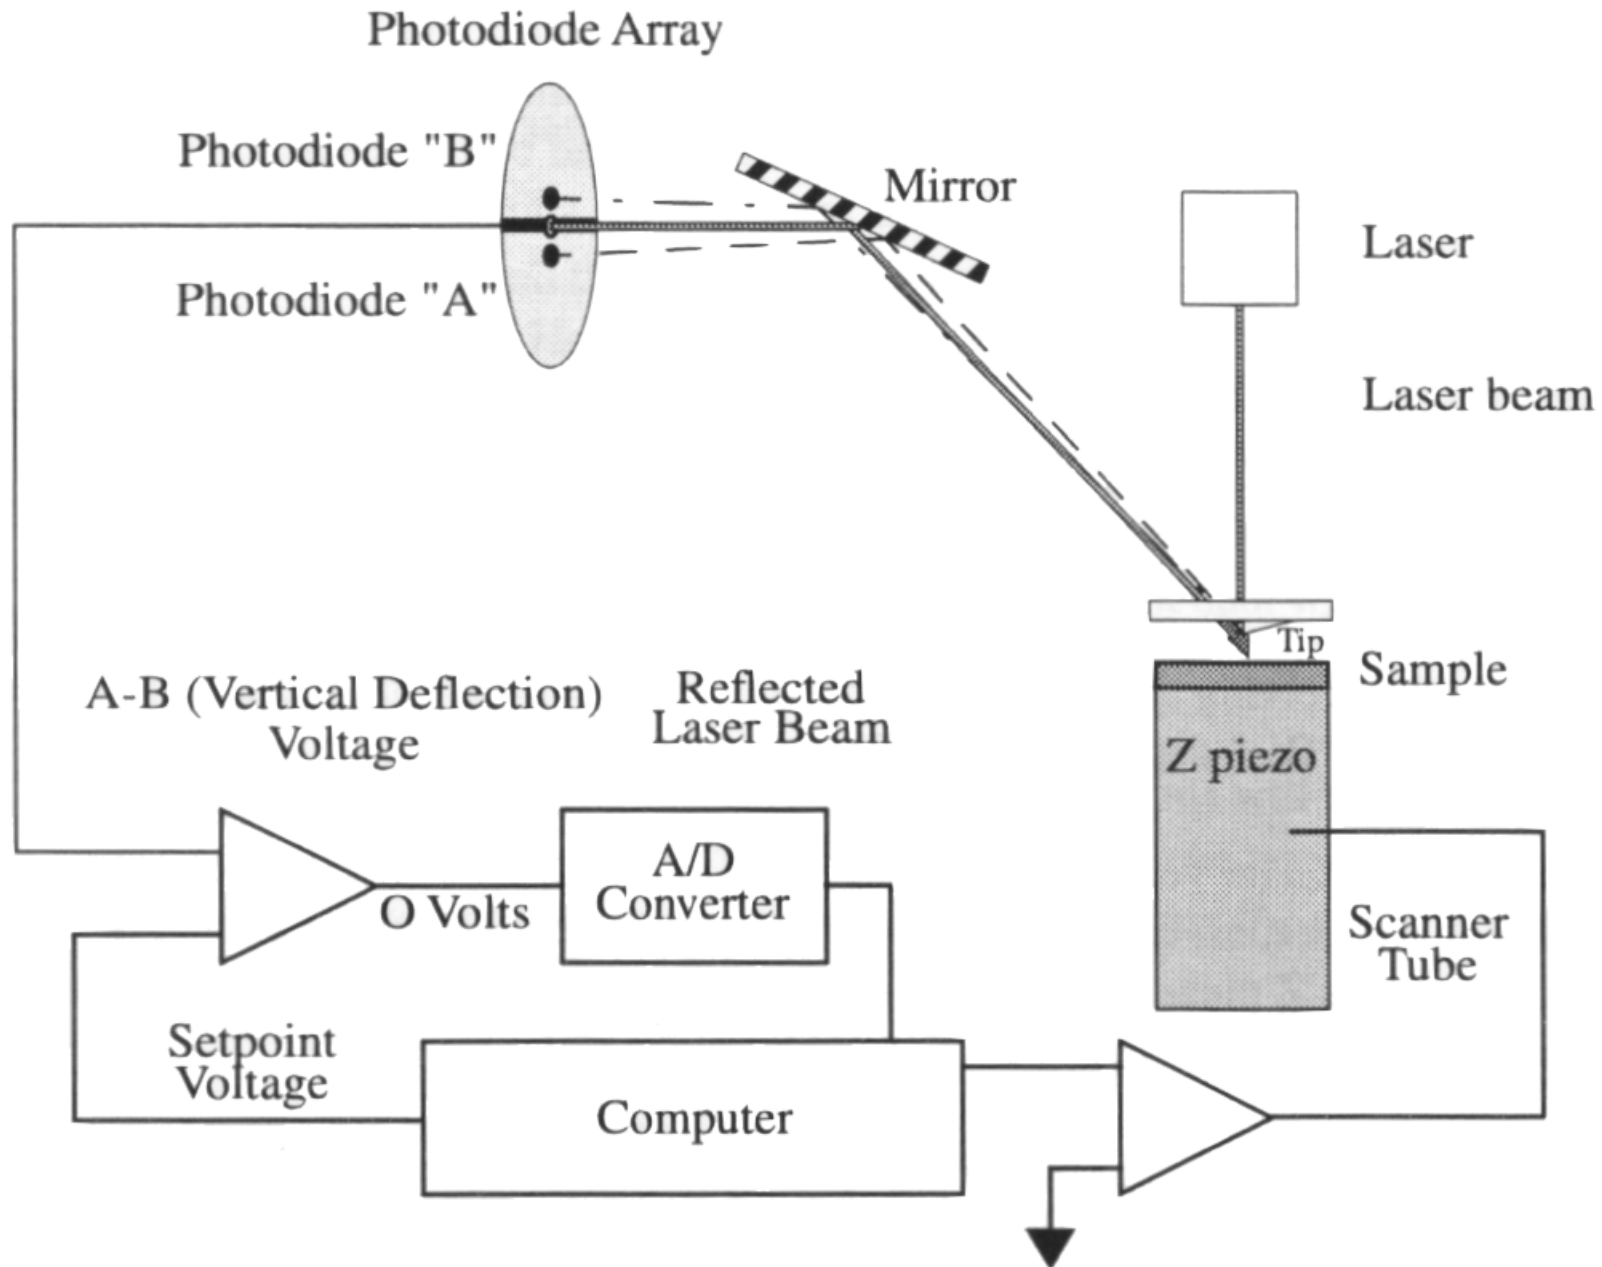 Photodiode Array
Photodiode "B"
Mirror
Photodiode "A"
Laser
Laser beam
Tip
Sample
A-B (Vertical Deflection)
Voltage
Reflected
Laser Beam
Z piezo
A/D
Converter
O Volts
Scanner
Tube
Setpoint
Voltage
Computer